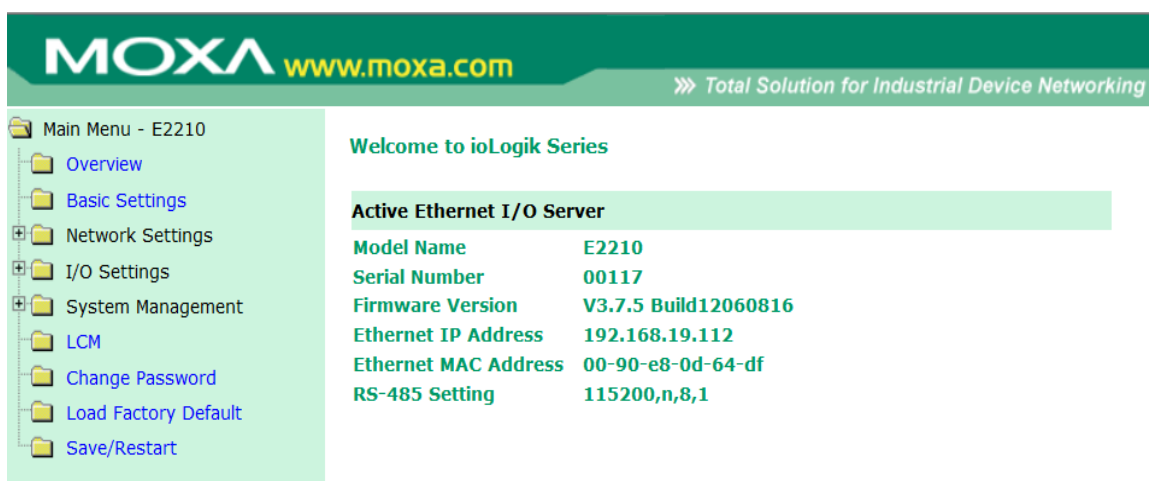 MOXA www.moxa.com
>>> Total Solution for Industrial Device Networking
Main Menu - E2210
Overview
Basic Settings
Network Settings
I/O Settings
System Management
LCM
Change Password
Load Factory Default
Save/Restart
Welcome to ioLogik Series
Active Ethernet I/O Server
Model Name E2210
Serial Number 00117
Firmware Version V3.7.5 Build12060816
Ethernet IP Address 192.168.19.112
Ethernet MAC Address 00-90-e8-0d-64-df
RS-485 Setting 115200,n,8,1